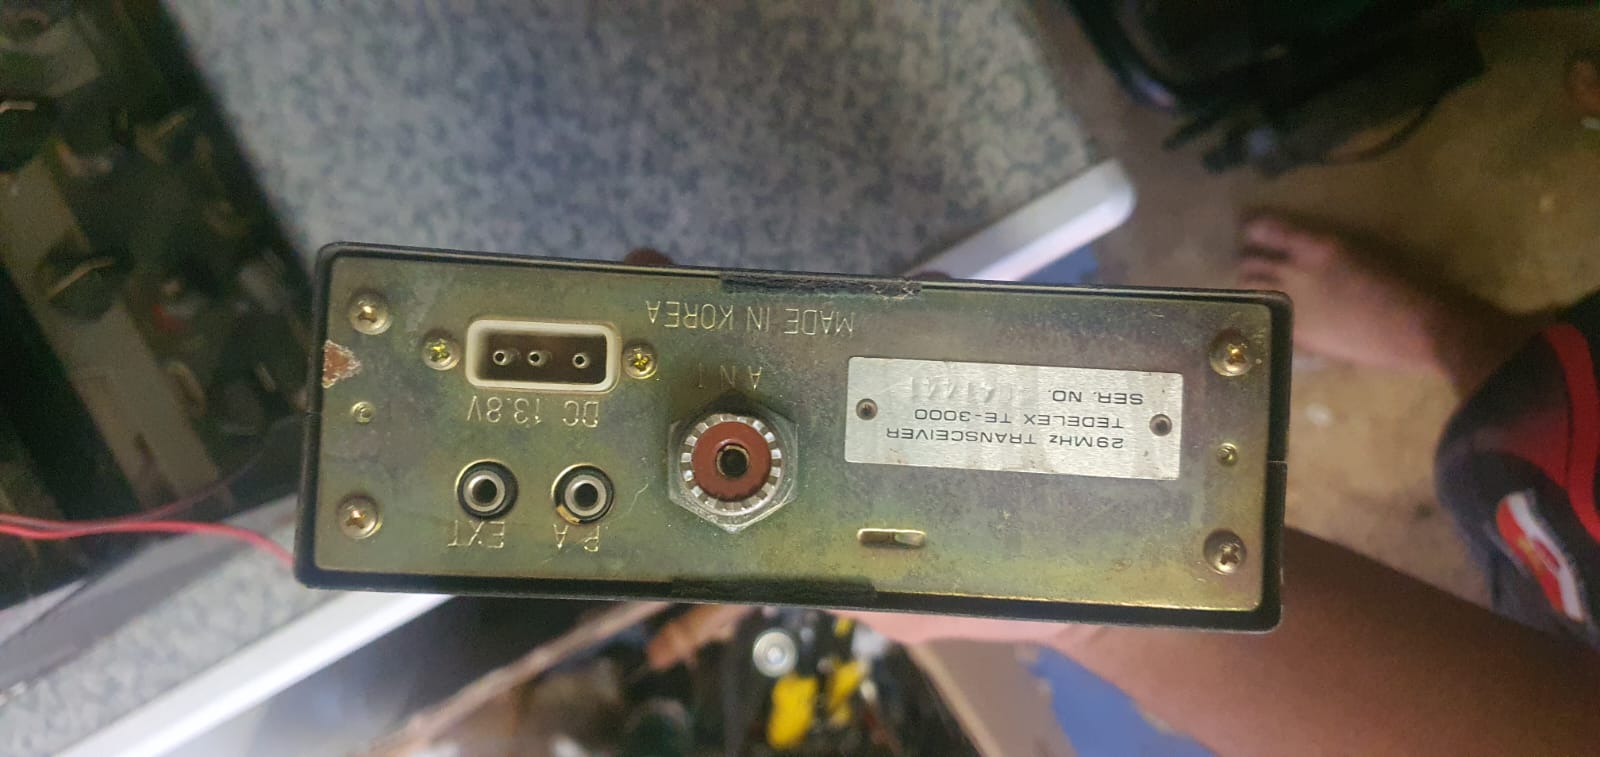 P.A
EXT
DC 13.8V
ANT
MADE IN KOREA
29MHz TRANSCEIVER
TEDELEX TE-3000
SER. NO.